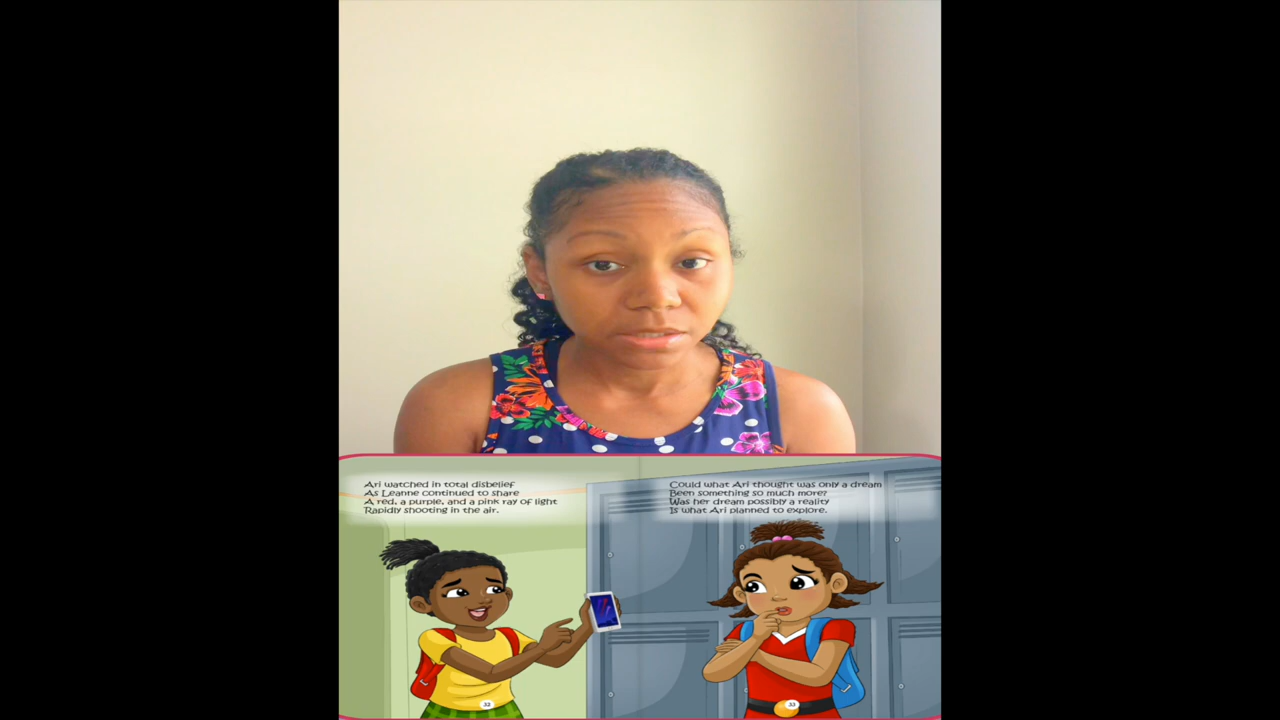 Ari watched in total disbelief
As Leanne continued to share
A red, a purple, and a pink ray of light
Rapidly shooting in the air.
Could what Ari thought was only a dream
Been something so much more?
Was her dream possibly a reality
Is what Ari planned to explore.
32
33